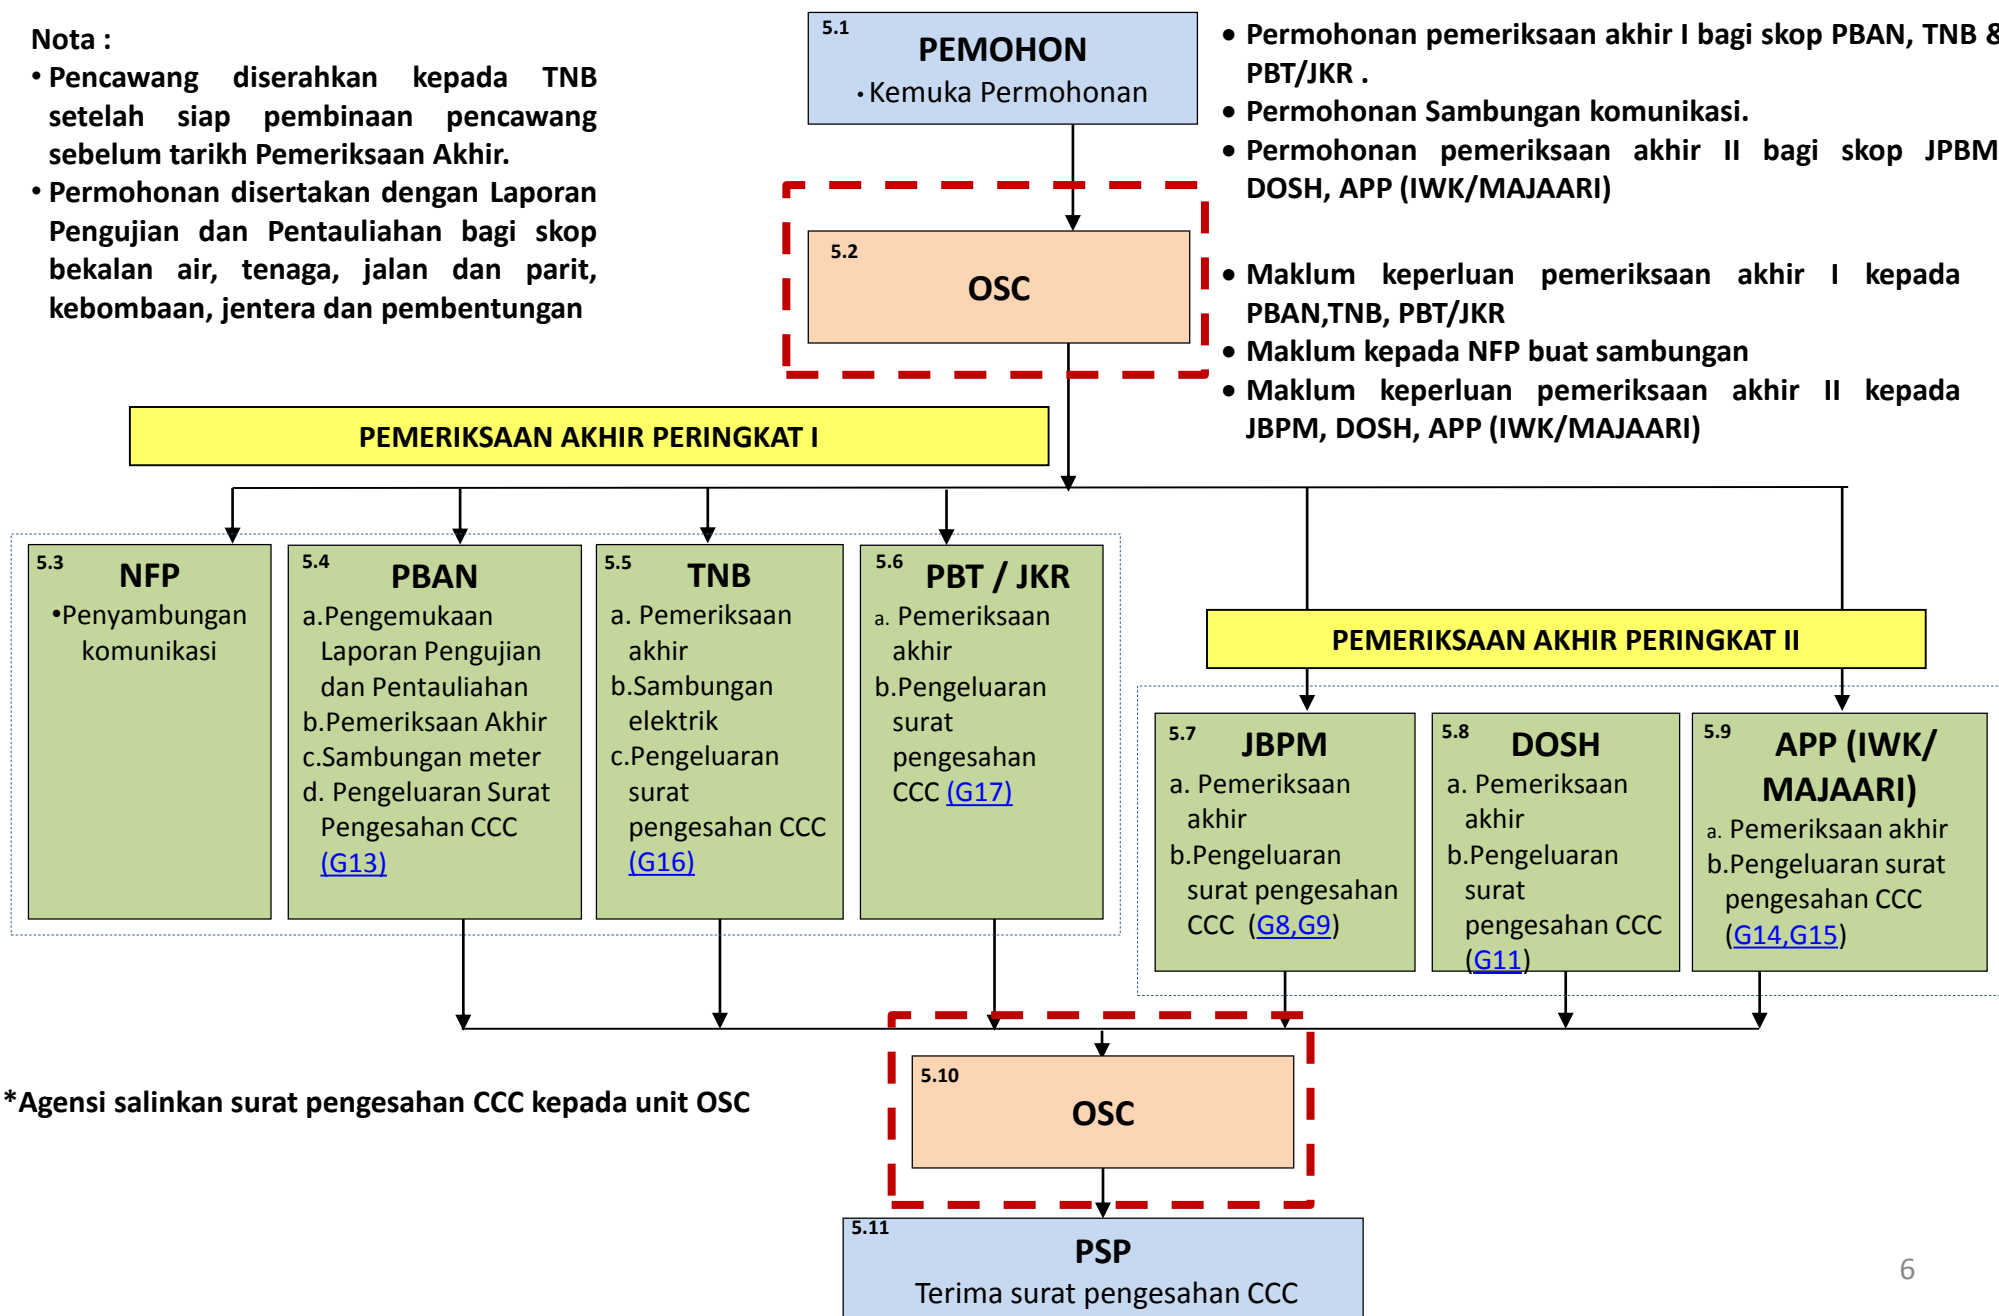 Nota :
• Pencawang diserahkan kepada TNB
setelah siap pembinaan pencawang
sebelum tarikh Pemeriksaan Akhir.
• Permohonan disertakan dengan Laporan
Pengujian dan Pentauliahan bagi skop
bekalan air, tenaga, jalan dan parit,
kebombaan, jentera dan pembentungan
5.1
PEMOHON
• Kemuka Permohonan
• Permohonan pemeriksaan akhir I bagi skop PBAN, TNB &
PBT/JKR .
• Permohonan Sambungan komunikasi.
• Permohonan pemeriksaan akhir II bagi skop JPBM
DOSH, APP (IWK/MAJAARI)
5.2
OSC
• Maklum keperluan pemeriksaan akhir I kepada
PBAN,TNB, PBT/JKR
• Maklum kepada NFP buat sambungan
• Maklum keperluan pemeriksaan akhir II kepada
JBPM, DOSH, APP (IWK/MAJAARI)
PEMERIKSAAN AKHIR PERINGKAT I
5.3
NFP
•Penyambungan
komunikasi
5.4
PBAN
a.Pengemukaan
Laporan Pengujian
dan Pentauliahan
b.Pemeriksaan Akhir
c.Sambungan meter
d. Pengeluaran Surat
Pengesahan CCC
(G13)
5.5
TNB
a. Pemeriksaan
akhir
b.Sambungan
elektrik
c.Pengeluaran
surat
pengesahan CCC
(G16)
5.6
PBT / JKR
a. Pemeriksaan
akhir
b.Pengeluaran
surat
pengesahan
CCC (G17)
PEMERIKSAAN AKHIR PERINGKAT II
5.7
JBPM
a. Pemeriksaan
akhir
b.Pengeluaran
surat pengesahan
CCC (G8,G9)
5.8
DOSH
a. Pemeriksaan
akhir
b.Pengeluaran
surat
pengesahan CCC
(G11)
5.9
APP (IWK/
MAJAARI)
a. Pemeriksaan akhir
b.Pengeluaran surat
pengesahan CCC
(G14,G15)
*Agensi salinkan surat pengesahan CCC kepada unit OSC
5.10
OSC
5.11
PSP
Terima surat pengesahan CCC
6